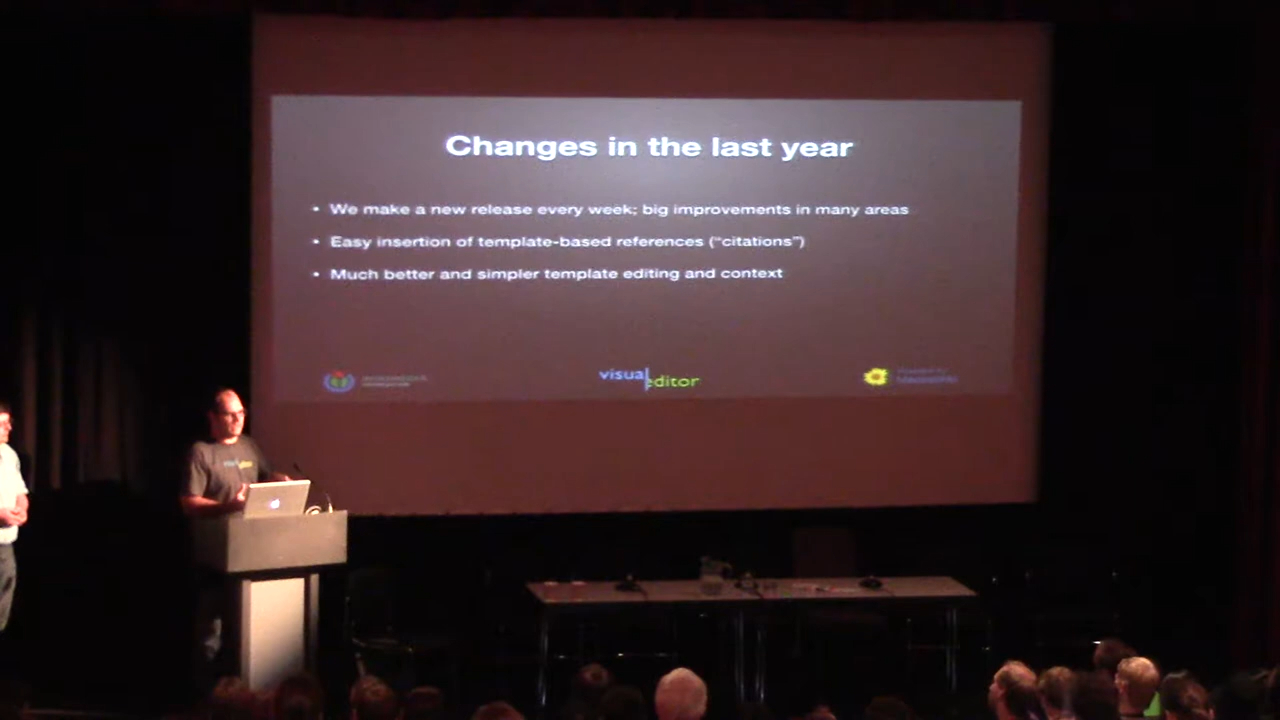 Changes in the last year
• We make a new release every week; big improvements in many areas
• Easy insertion of template-based references (“citations”)
• Much better and simpler template editing and context
visual editor